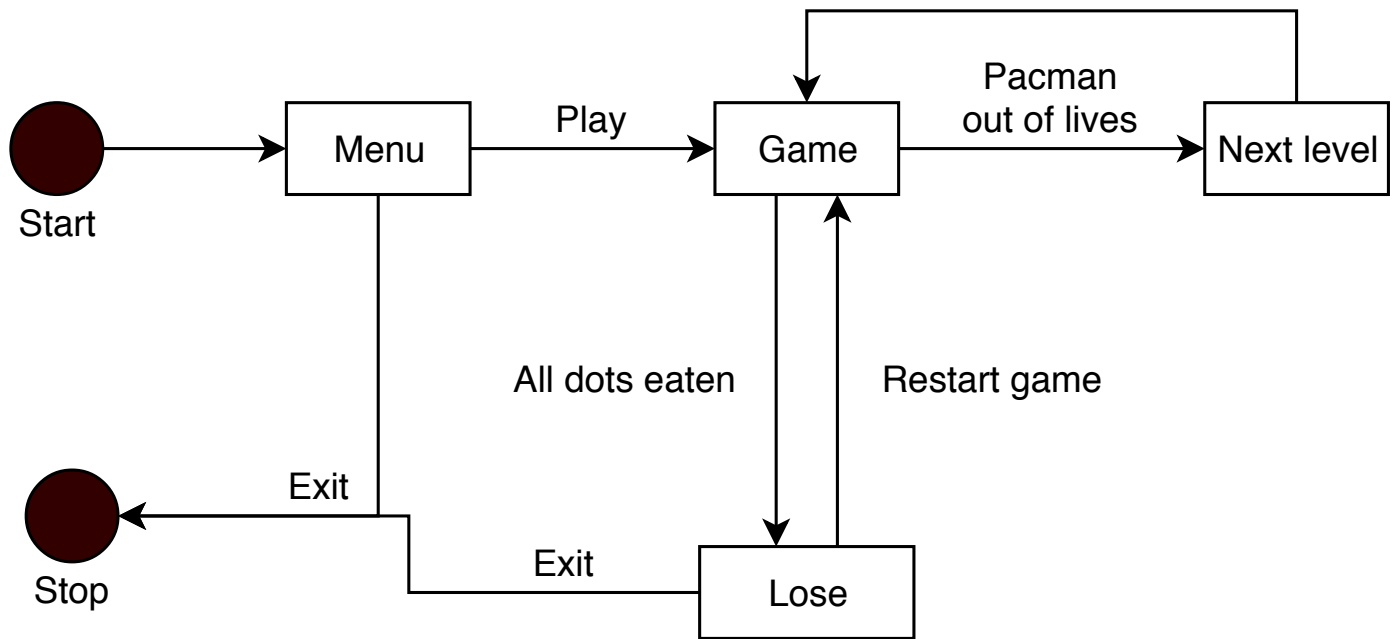 Pacman
out of lives
Play
Menu
Game
Next level
Start
All dots eaten
Restart game
Exit
Exit
Stop
Lose